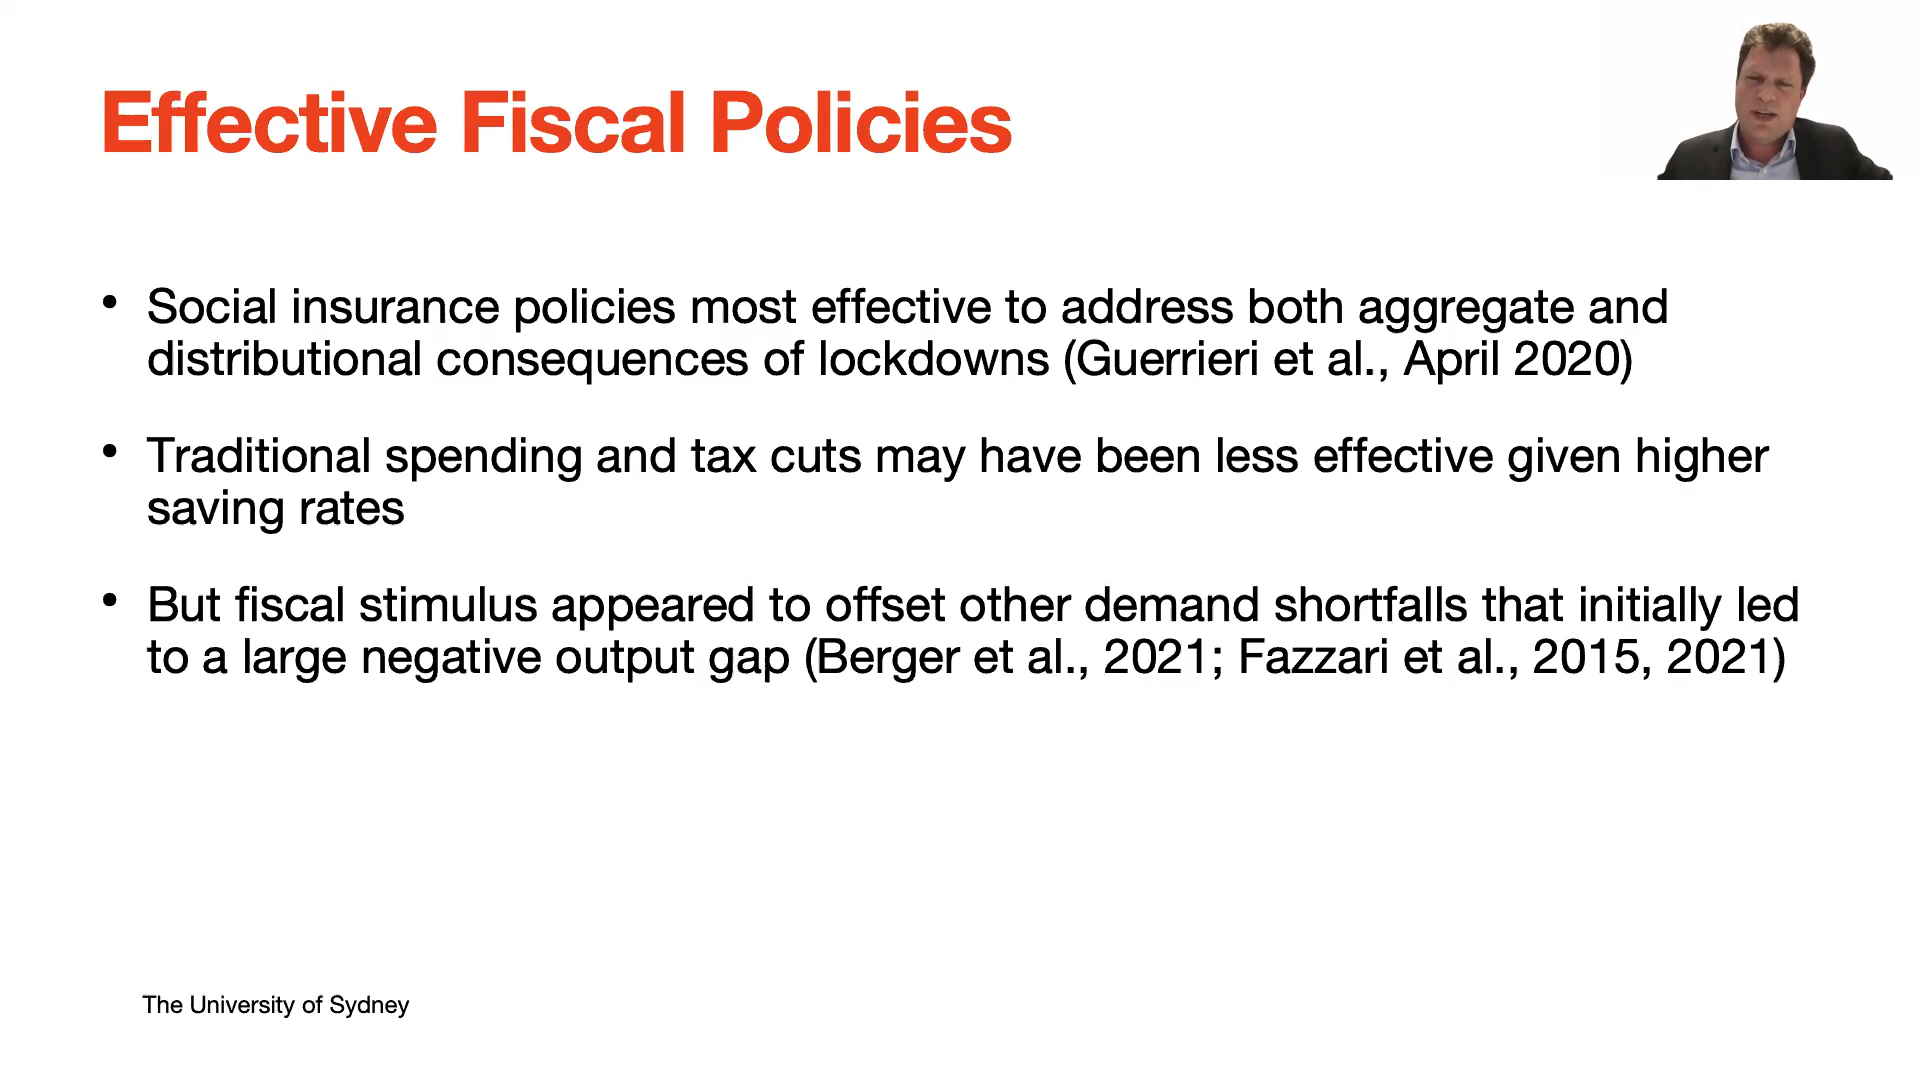 Effective Fiscal Policies
• Social insurance policies most effective to address both aggregate and
distributional consequences of lockdowns (Guerrieri et al., April 2020)
• Traditional spending and tax cuts may have been less effective given higher
saving rates
• But fiscal stimulus appeared to offset other demand shortfalls that initially led
to a large negative output gap (Berger et al., 2021; Fazzari et al., 2015, 2021)
The University of Sydney